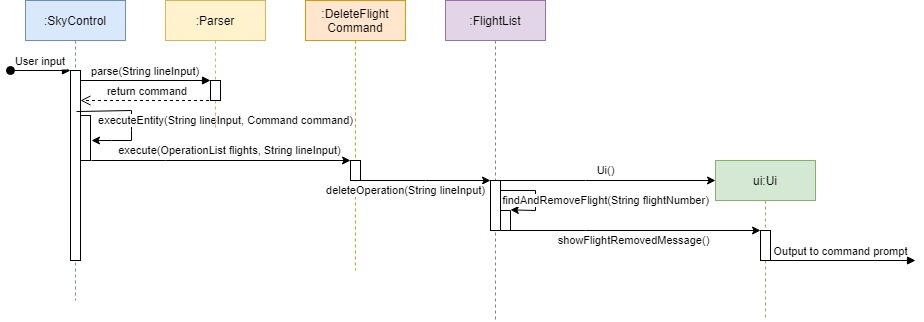 :SkyControl
:Parser
:DeleteFlight
Command
:FlightList
User input
parse(String lineInput)
return command
executeEntity(String lineInput, Command command)
execute(OperationList flights, String lineInput)
Ui()
ui:Ui
deleteOperation(String lineInput)
findAndRemoveFlight(String flightNumber)
showFlightRemovedMessage()
Output to command prompt